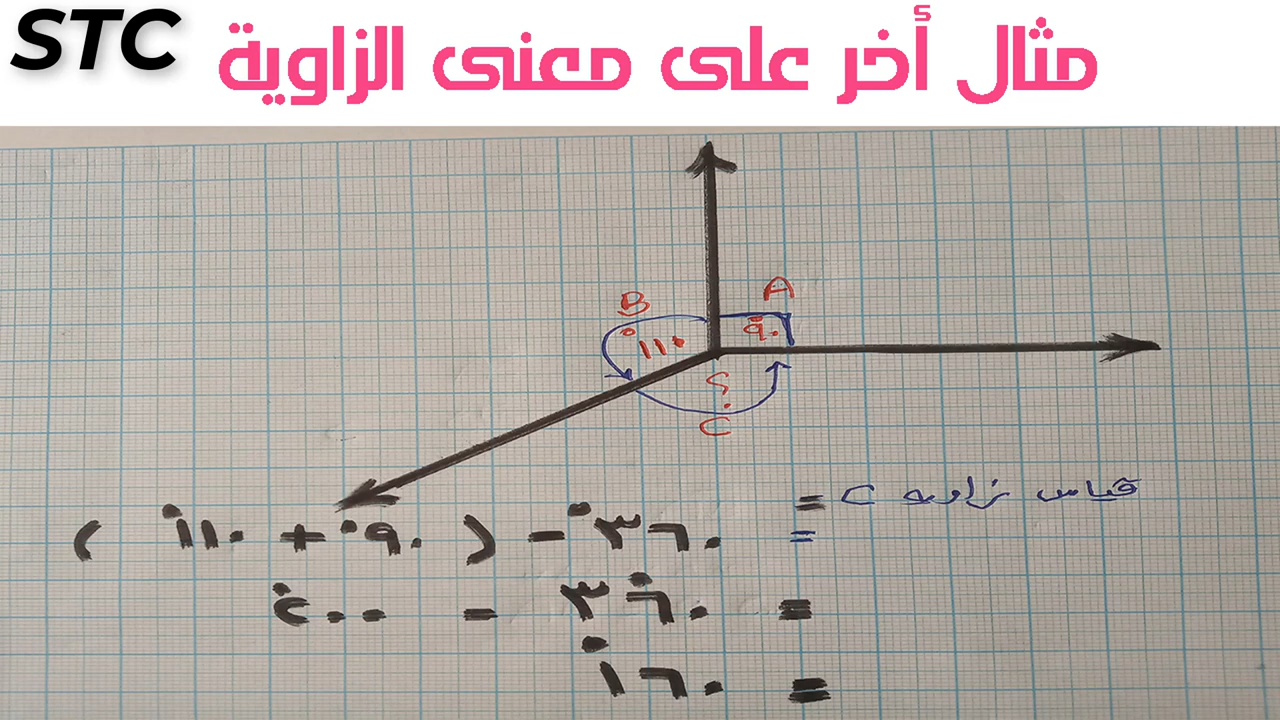 STC
مثال أخر على معنى الزاوية
A
B
٩٠°
١١٠°
؟
C
قياس زاوية C =
= ٣٦٠° - ( ٩٠° + ١١٠° )
= ٣٦٠° - ٢٠٠°
= ١٦٠°